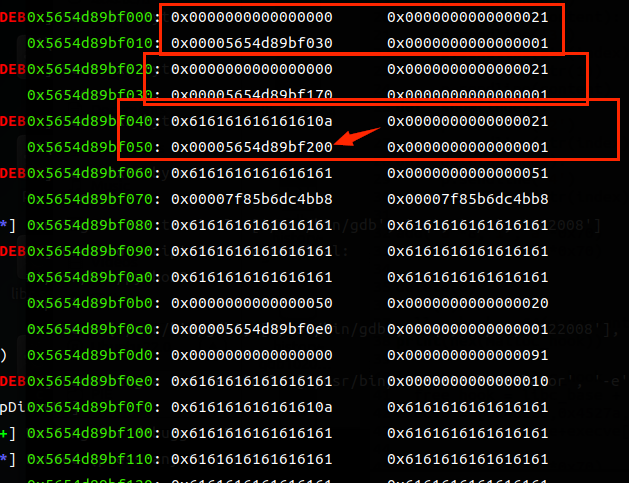 DEB0x5654d89bf000: 0x0000000000000000 0x0000000000000021
0x5654d89bf010: 0x00005654d89bf030 0x0000000000000001
DEB0x5654d89bf020: 0x0000000000000000 0x0000000000000021
0x5654d89bf030: 0x00005654d89bf170 0x0000000000000001
DEB0x5654d89bf040: 0x616161616161610a 0x0000000000000021
0x5654d89bf050: 0x00005654d89bf200 0x0000000000000001
DEB0x5654d89bf060: 0x6161616161616161 0x0000000000000051
0x5654d89bf070: 0x00007f85b6dc4bb8 0x00007f85b6dc4bb8
*] 0x5654d89bf080: 0x6161616161616161 0x6161616161616161
DEB0x5654d89bf090: 0x6161616161616161 0x6161616161616161
0x5654d89bf0a0: 0x6161616161616161 0x6161616161616161
0x5654d89bf0b0: 0x0000000000000050 0x0000000000000020
0x5654d89bf0c0: 0x00005654d89bf0e0 0x0000000000000001
) 0x5654d89bf0d0: 0x0000000000000000 0x0000000000000091
DEB0x5654d89bf0e0: 0x6161616161616161 0x0000000000000010
pDi0x5654d89bf0f0: 0x616161616161610a 0x6161616161616161
+] 0x5654d89bf100: 0x6161616161616161 0x6161616161616161
*] 0x5654d89bf110: 0x6161616161616161 0x6161616161616161